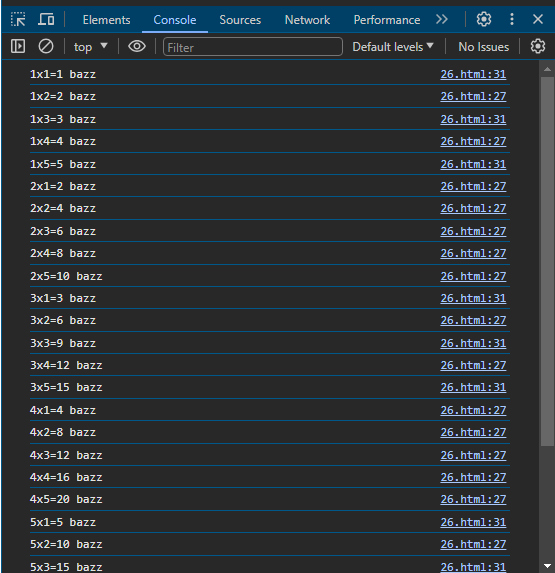 Elements Console Sources Network Performance
top Filter Default levels No Issues
1x1=1 bazz 26.html:31
1x2=2 bazz 26.html:27
1x3=3 bazz 26.html:31
1x4=4 bazz 26.html:27
1x5=5 bazz 26.html:31
2x1=2 bazz 26.html:27
2x2=4 bazz 26.html:27
2x3=6 bazz 26.html:27
2x4=8 bazz 26.html:27
2x5=10 bazz 26.html:27
3x1=3 bazz 26.html:31
3x2=6 bazz 26.html:27
3x3=9 bazz 26.html:31
3x4=12 bazz 26.html:27
3x5=15 bazz 26.html:31
4x1=4 bazz 26.html:27
4x2=8 bazz 26.html:27
4x3=12 bazz 26.html:27
4x4=16 bazz 26.html:27
4x5=20 bazz 26.html:27
5x1=5 bazz 26.html:31
5x2=10 bazz 26.html:27
5x3=15 bazz 26.html:31